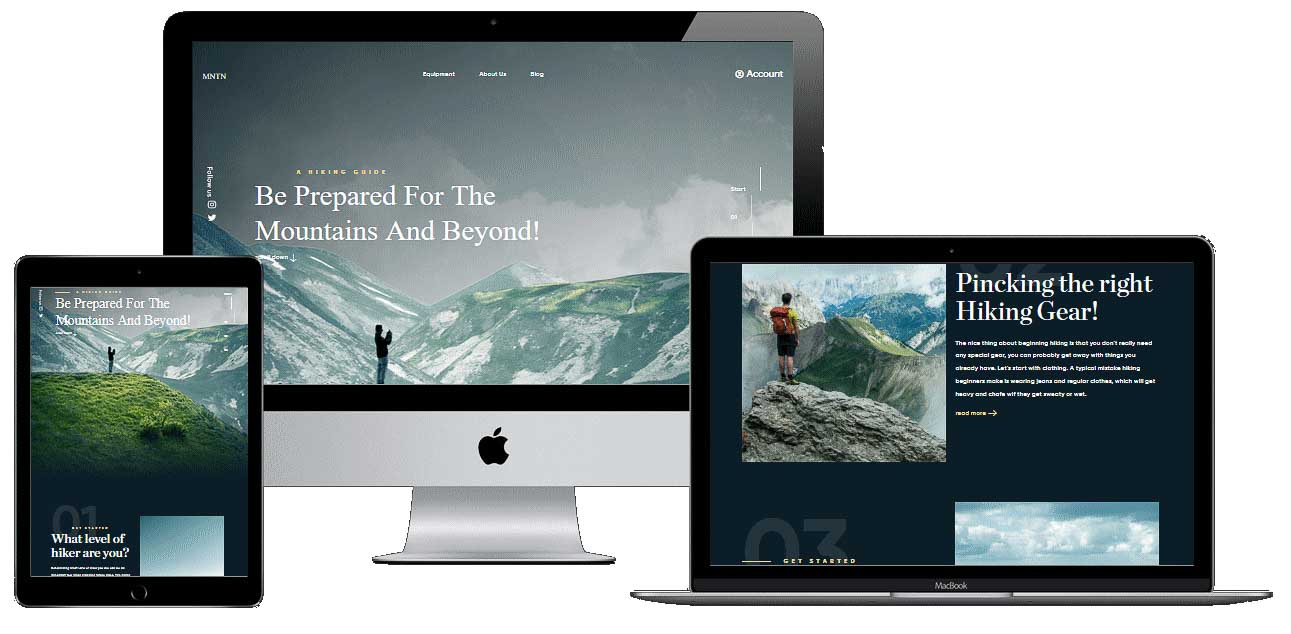 MNTN
Equipment
About Us
Blog
Account
Follow us
A HIKING GUIDE
Be Prepared For The
Mountains And Beyond!
down
Start
01
A HIKING GUIDE
Be Prepared For The
Mountains And Beyond!
01
GET STARTED
What level of
hiker are you?
02
Pincking the right
Hiking Gear!
The nice thing about beginning hiking is that you don't really need
any special gear, you can probably get away with things you
already have. Let's start with clothing. A typical mistake hiking
beginners make is wearing jeans and regular clothes, which will get
heavy and chafe wif they get sweaty or wet.
read more
03
GET STARTED
MacBook